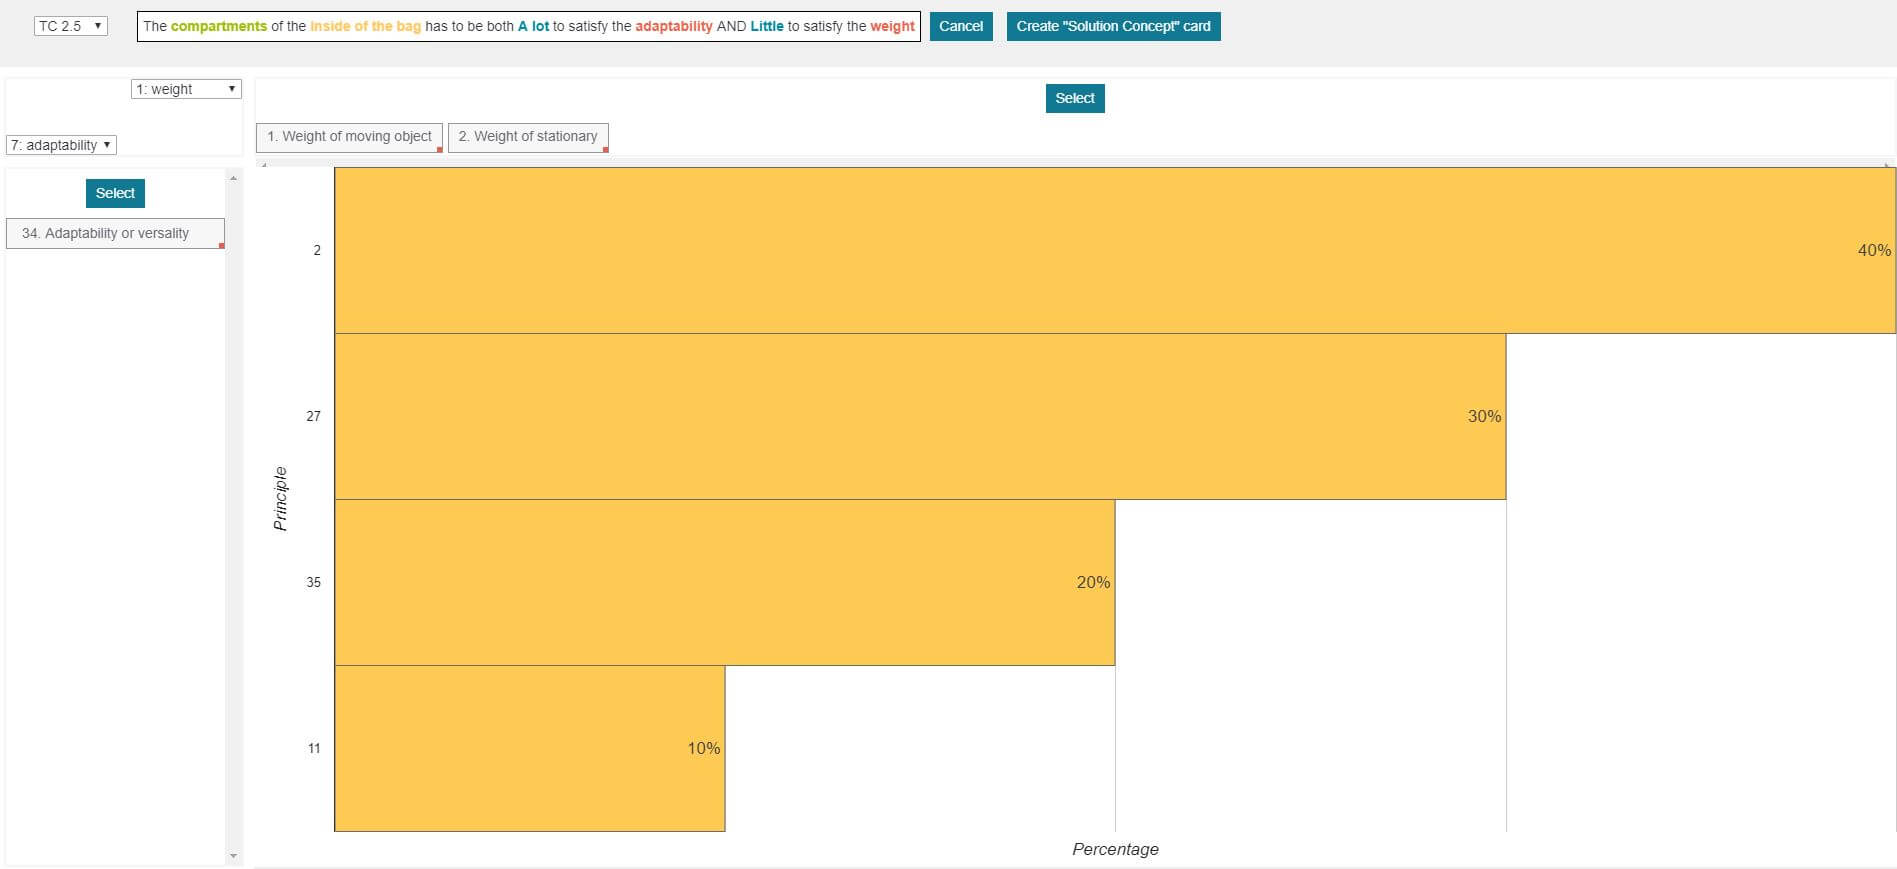 TC 2.5
The compartments of the inside of the bag has to be both A lot to satisfy the adaptability AND Little to satisfy the weight
Cancel
Create "Solution Concept" card
1: weight
7: adaptability
Select
1. Weight of moving object
2. Weight of stationary
Select
34. Adaptability or versality
Principle
2
40%
27
30%
35
20%
11
10%
Percentage